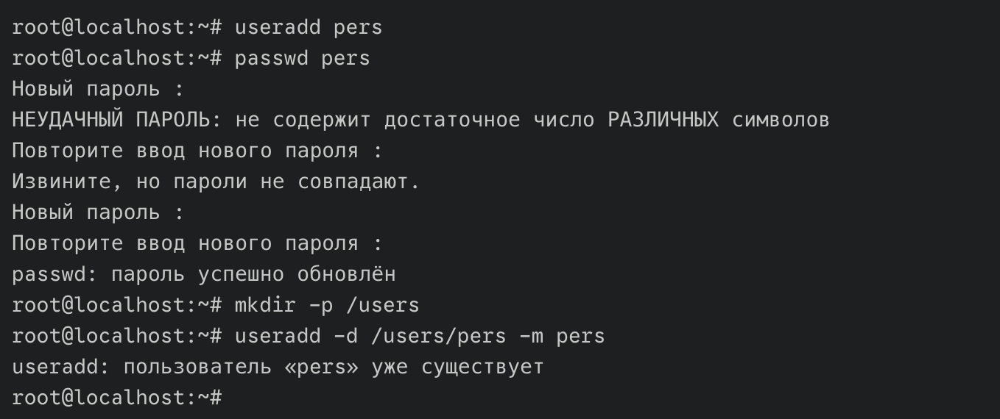 root@localhost:~# useradd pers
root@localhost:~# passwd pers
Новый пароль :
НЕУДАЧНЫЙ ПАРОЛЬ: не содержит достаточное число РАЗЛИЧНЫХ символов
Повторите ввод нового пароля :
Извините, но пароли не совпадают.
Новый пароль :
Повторите ввод нового пароля :
passwd: пароль успешно обновлён
root@localhost:~# mkdir -p /users
root@localhost:~# useradd -d /users/pers -m pers
useradd: пользователь «pers» уже существует
root@localhost:~#